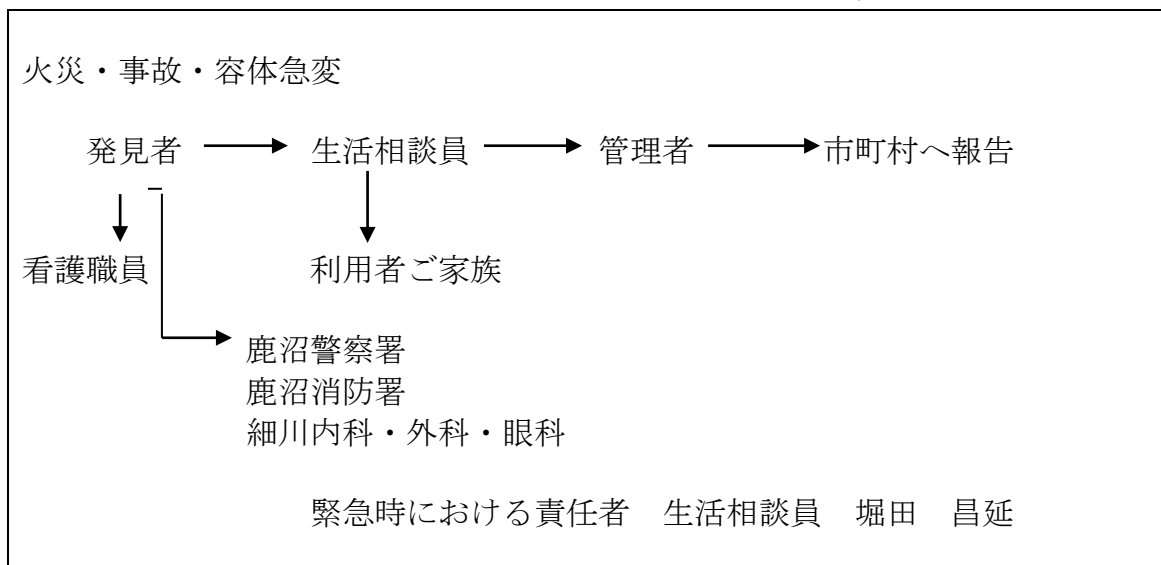 火災・事故・容体急変
発見者 生活相談員 管理者 市町村へ報告
看護職員 利用者ご家族
鹿沼警察署
鹿沼消防署
細川内科・外科・眼科
緊急時における責任者　生活相談員　堀田　昌延